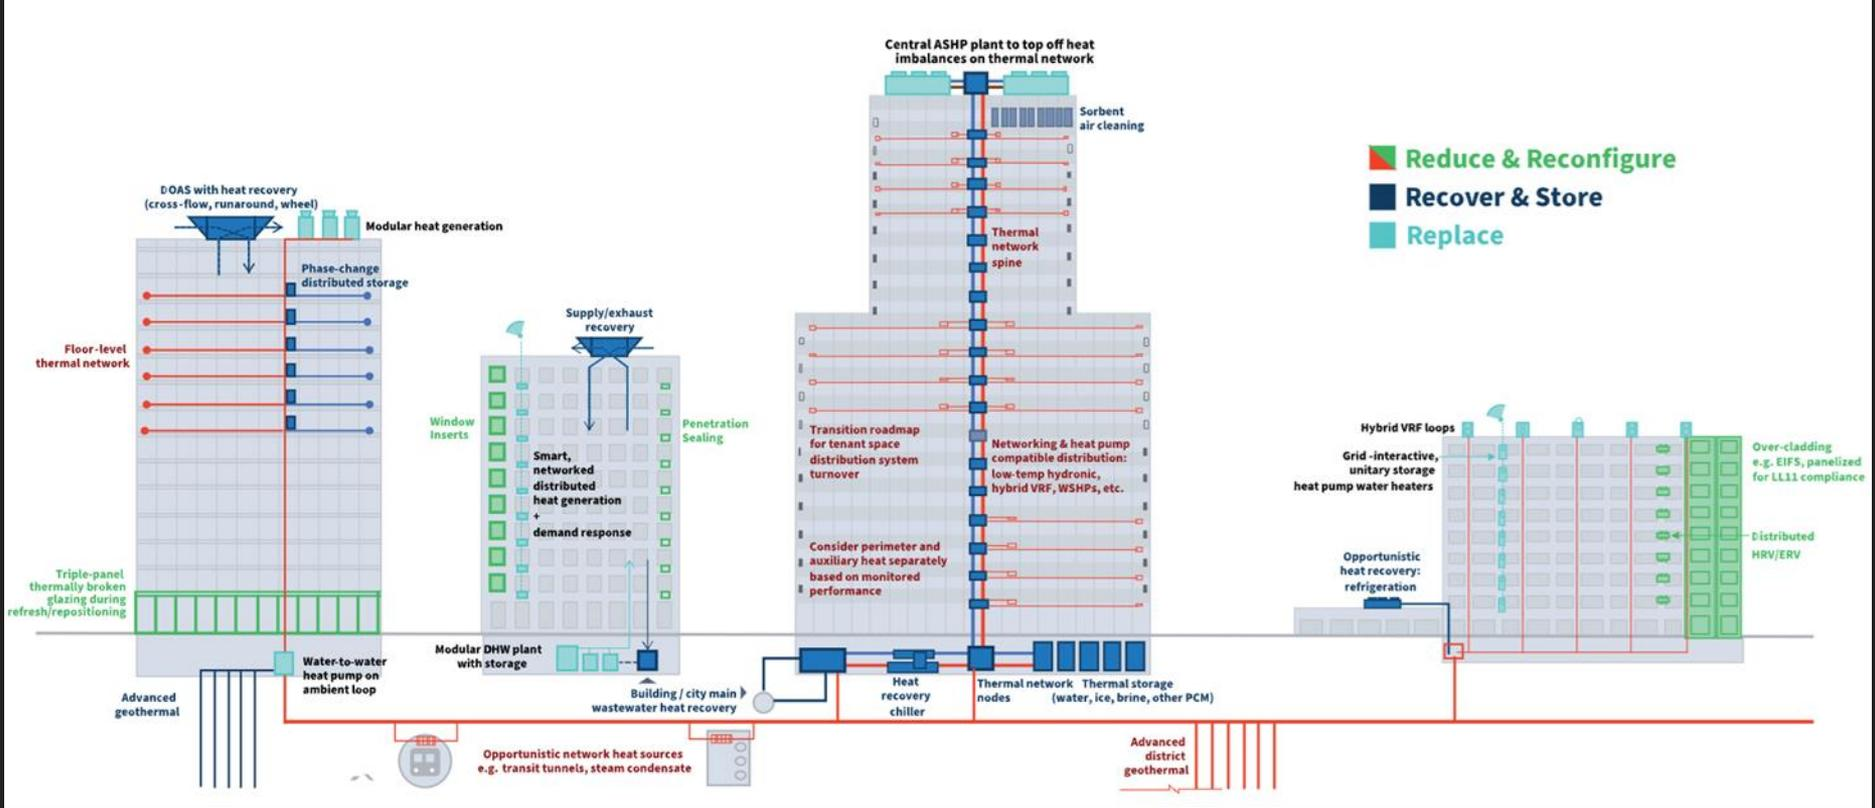 Central ASHP plant to top off heat
imbalances on thermal network
Sorbent
air cleaning
Reduce & Reconfigure
Recover & Store
Replace
DOAS with heat recovery
(cross-flow, runaround, wheel)
Modular heat generation
Phase-change
distributed storage
Floor-level
thermal network
Triple-panel
thermally broken
glazing during
refresh/repositioning
Water-to-water
heat pump on
ambient loop
Advanced
geothermal
Supply/exhaust
recovery
Window
Inserts
Penetration
Sealing
Smart,
networked
distributed
heat generation
+
demand response
Modular DHW plant
with storage
Building / city main
wastewater heat recovery
Thermal
network
spine
Transition roadmap
for tenant space
distribution system
turnover
Networking & heat pump
compatible distribution:
low-temp hydronic,
hybrid VRF, WSHPs, etc.
Consider perimeter and
auxiliary heat separately
based on monitored
performance
Heat
recovery
chiller
Thermal network
nodes
Thermal storage
(water, ice, brine, other PCM)
Opportunistic network heat sources
e.g. transit tunnels, steam condensate
Advanced
district
geothermal
Hybrid VRF loops
Grid -interactive,
unitary storage
heat pump water heaters
Opportunistic
heat recovery:
refrigeration
Over-cladding
e.g. EIFS, panelized
for LL11 compliance
Distributed
HRV/ERV